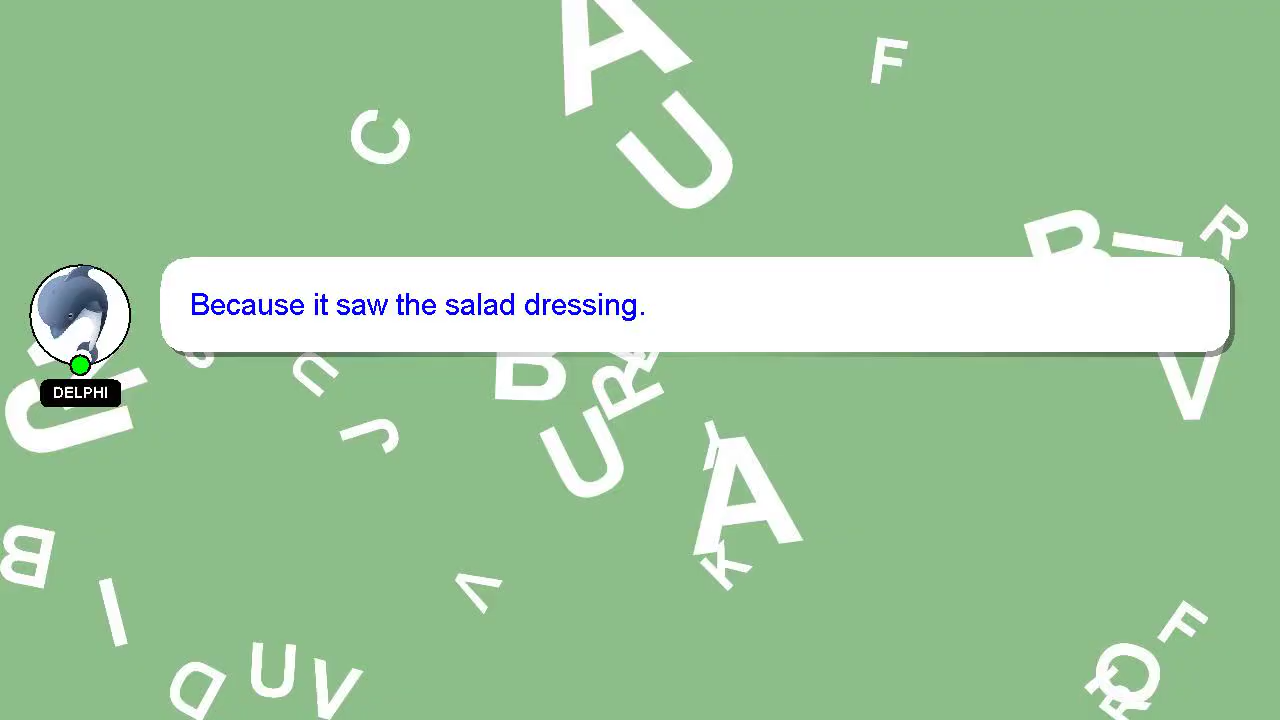 A
F
U
C
B I R
Because it saw the salad dressing.
DELPHI
B
R
V
U
J
U
A
K
B
I
V
F
U V
D
Q
R